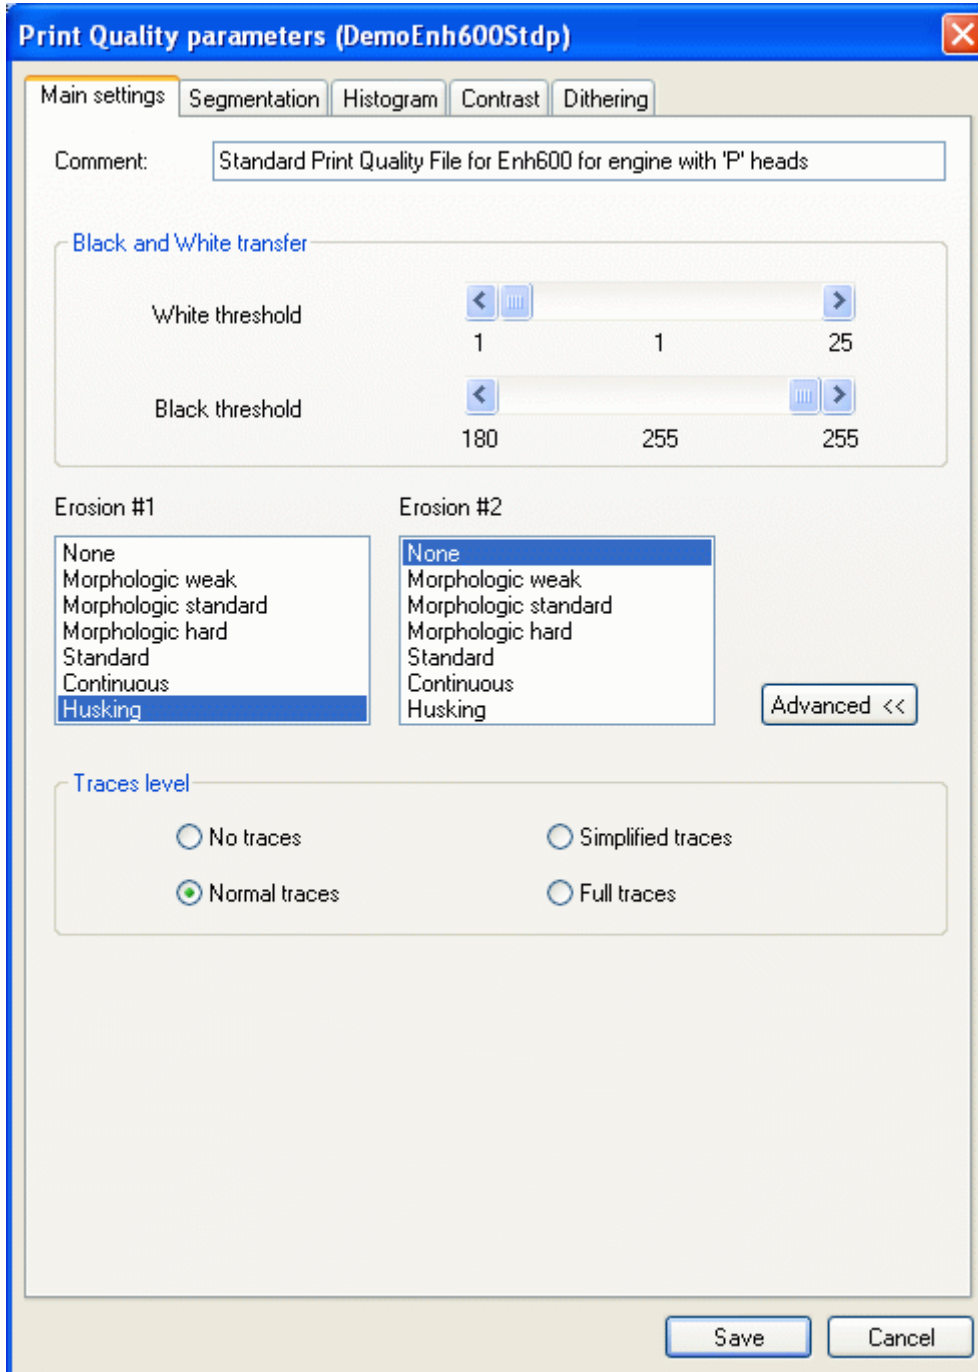 Print Quality parameters (DemoEnh600Stdp)
Main settings Segmentation Histogram Contrast Dithering
Comment: Standard Print Quality File for Enh600 for engine with 'P' heads
Black and White transfer
White threshold
1 1 25
Black threshold
180 255 255
Erosion #1
None
Morphologic weak
Morphologic standard
Morphologic hard
Standard
Continuous
Husking
Erosion #2
None
Morphologic weak
Morphologic standard
Morphologic hard
Standard
Continuous
Husking
Advanced <<
Traces level
No traces Simplified traces
Normal traces Full traces
Save Cancel